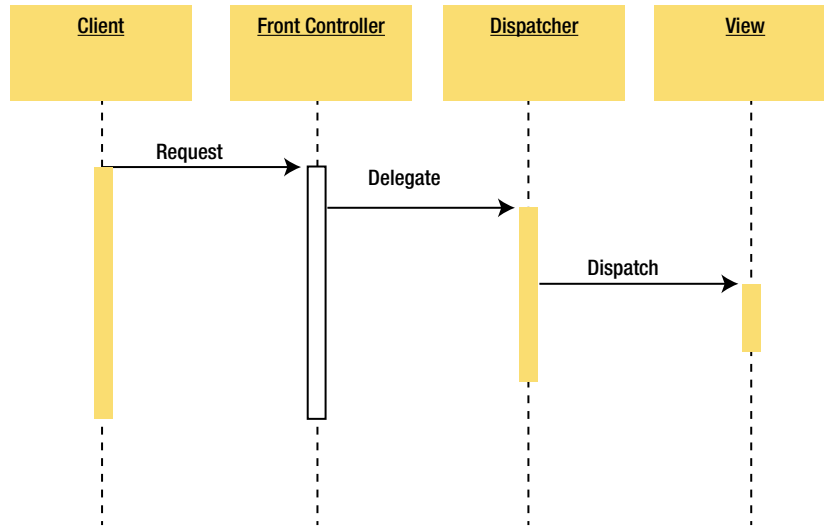 Client
Front Controller
Dispatcher
View
Request
Delegate
Dispatch